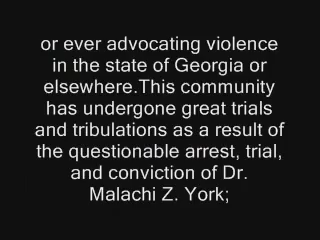 or ever advocating violence
in the state of Georgia or
elsewhere.This community
has undergone great trials
and tribulations as a result of
the questionable arrest, trial,
and conviction of Dr.
Malachi Z. York;